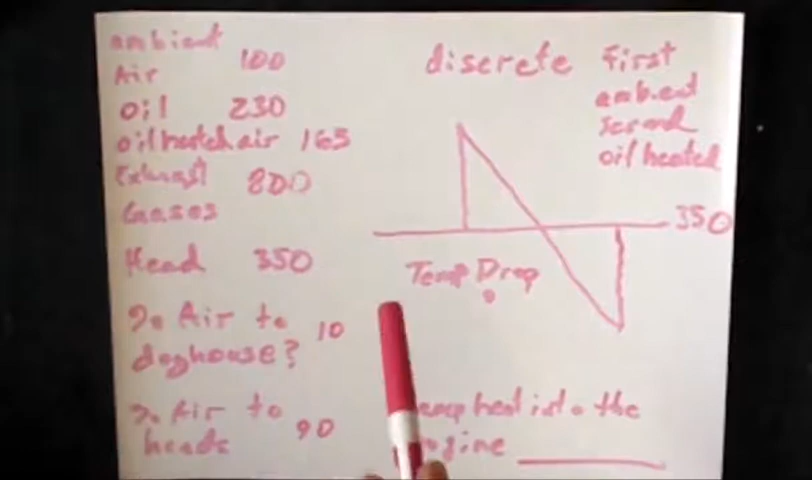 ambient
Air 100
oil 230
oil heated air 165
Exhaust 800
Gases
Head 350
% Air to 10
doghouse?
% Air to 90
heads
discrete
First
ambient
second
oil heated
350
Temp Drop
heat into the